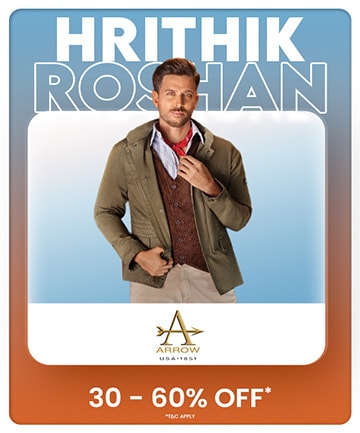 HRITHIK
ROSHAN
ARROW
USA•1851
30 – 60% OFF*
*T&C APPLY